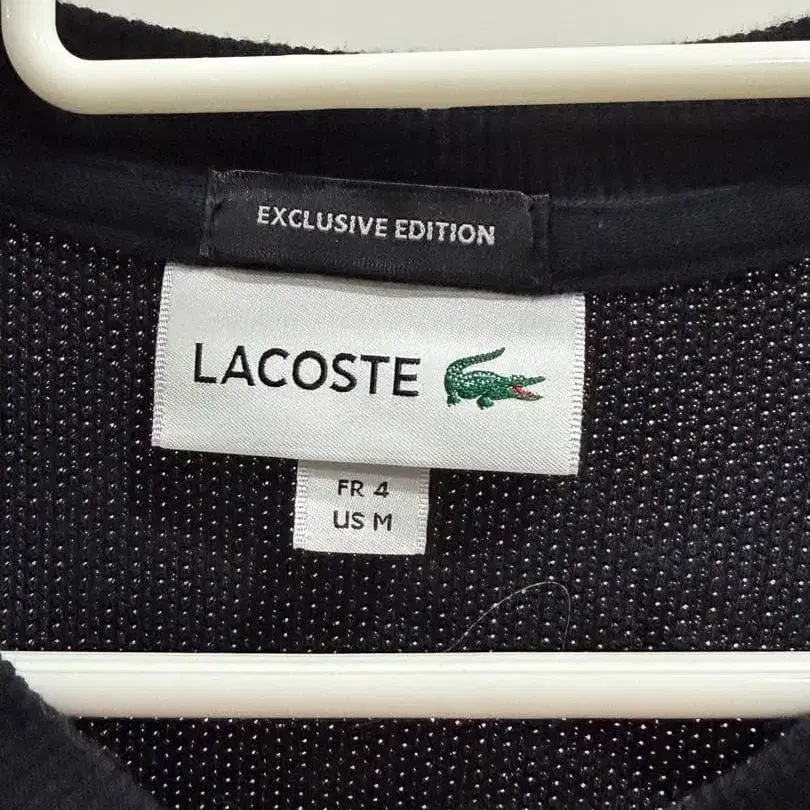 EXCLUSIVE EDITION
LACOSTE
FR 4
US M